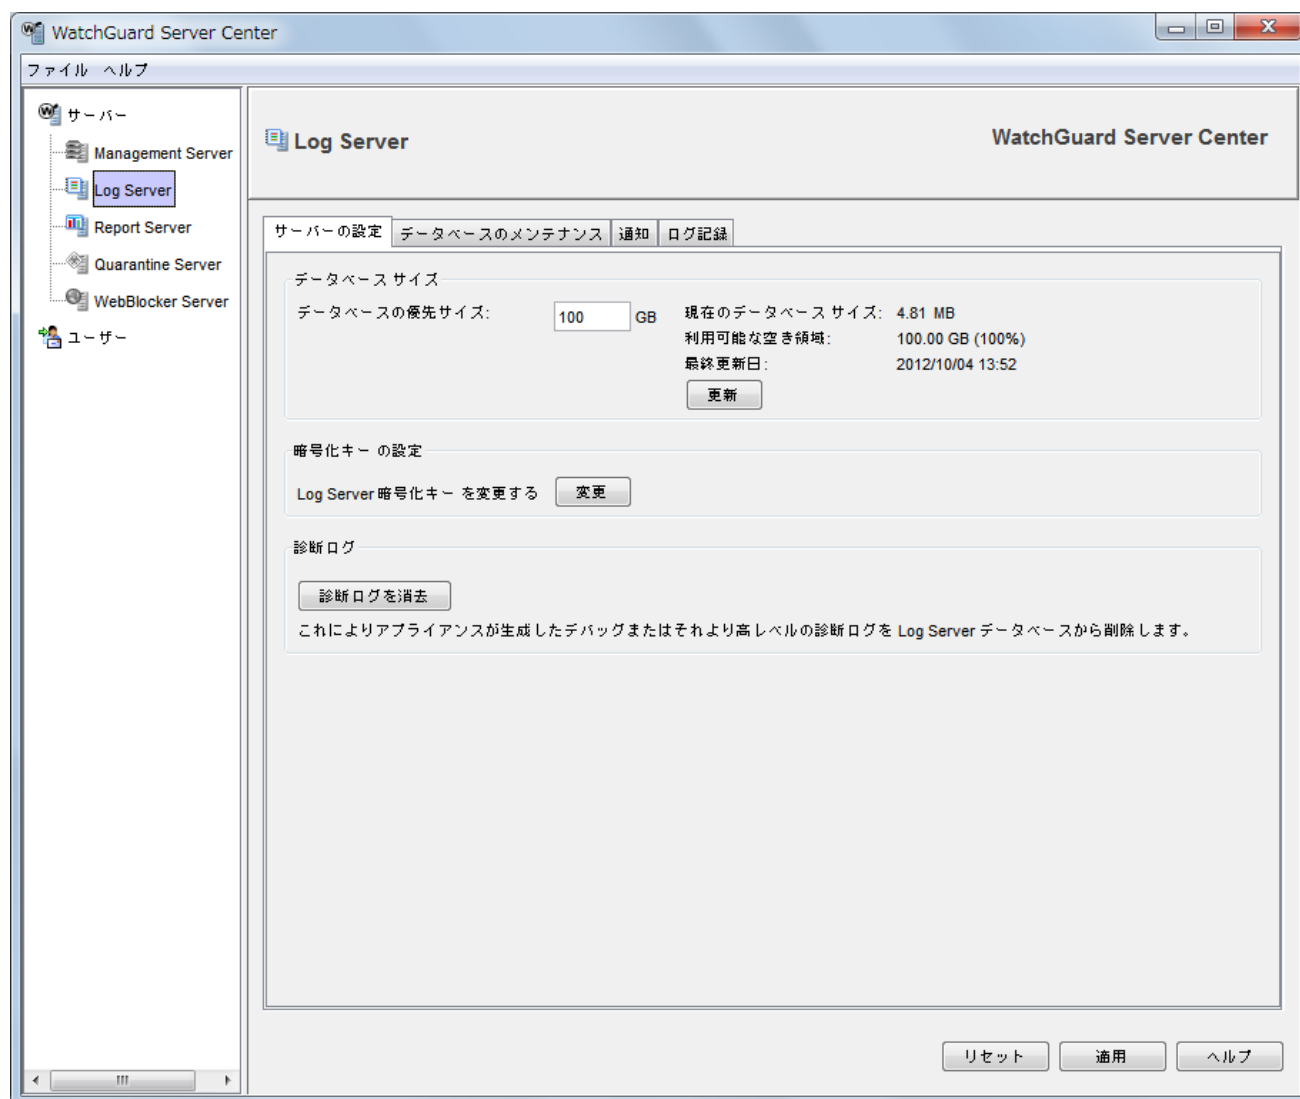 WatchGuard Server Center
ファイル ヘルプ
サーバー
Management Server
Log Server
Report Server
Quarantine Server
WebBlocker Server
ユーザー
Log Server
WatchGuard Server Center
サーバーの設定 データベースのメンテナンス 通知 ログ記録
データベース サイズ
データベースの優先サイズ: 100 GB
現在のデータベース サイズ: 4.81 MB
利用可能な空き領域: 100.00 GB (100%)
最終更新日: 2012/10/04 13:52
更新
暗号化キー の設定
Log Server 暗号化キー を変更する 変更
診断ログ
診断ログを消去
これによりアプライアンスが生成したデバッグまたはそれより高レベルの診断ログを Log Server データベースから削除します。
リセット 適用 ヘルプ